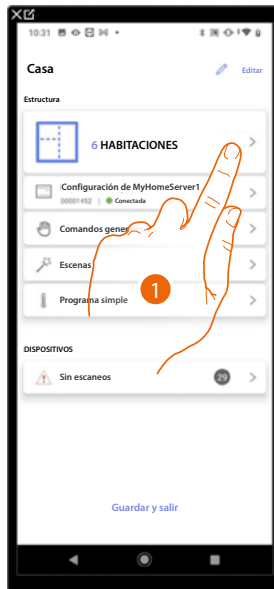 10:31
Casa
Editar
Estructura
6 HABITACIONES
Configuración de MyHomeServer1
00001452 | Conectada
Comandos gener
Escenas
1
Programa simple
DISPOSITIVOS
Sin escaneos
29
Guardar y salir